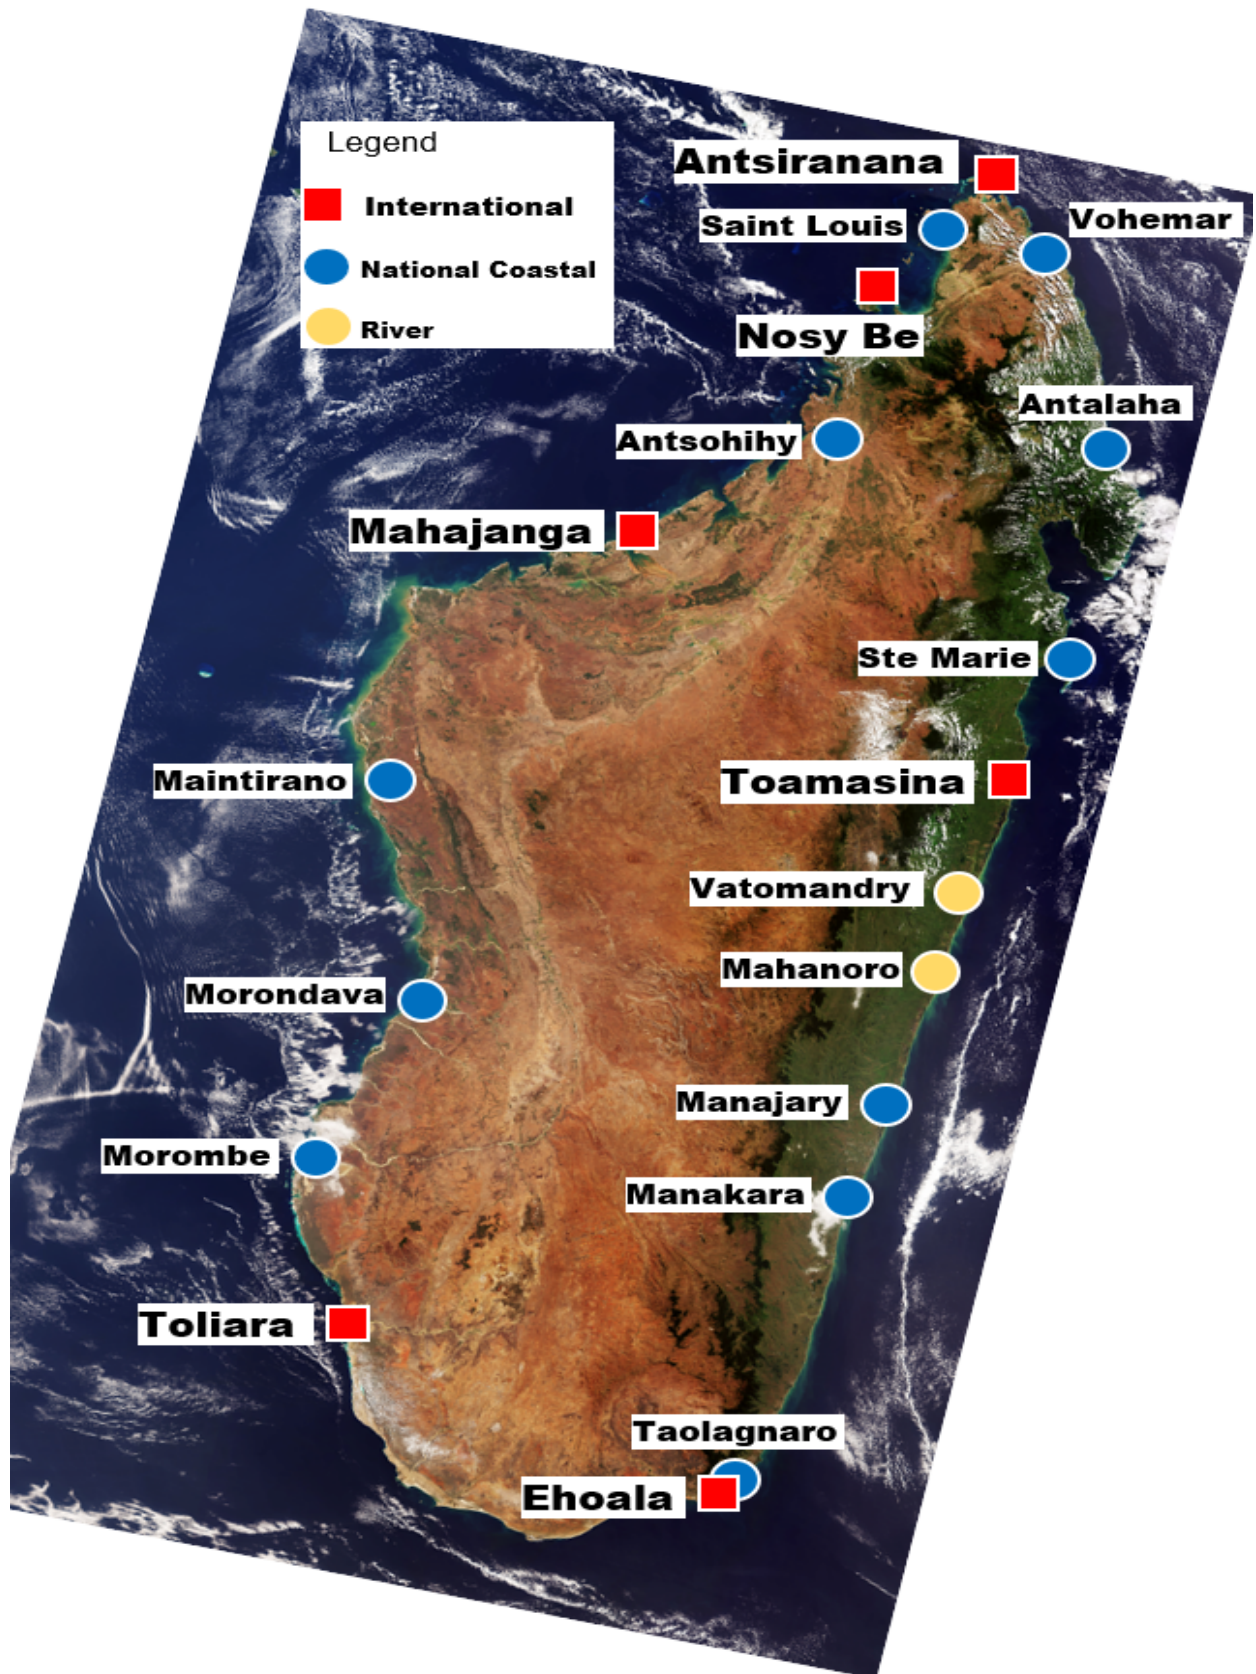 Legend
International
National Coastal
River
Antsiranana
Saint Louis
Vohemar
Nosy Be
Antalaha
Antsohihy
Mahajanga
Ste Marie
Maintirano
Toamasina
Vatomandry
Mahanoro
Morondava
Manajary
Morombe
Manakara
Toliara
Taolagnaro
Ehoala